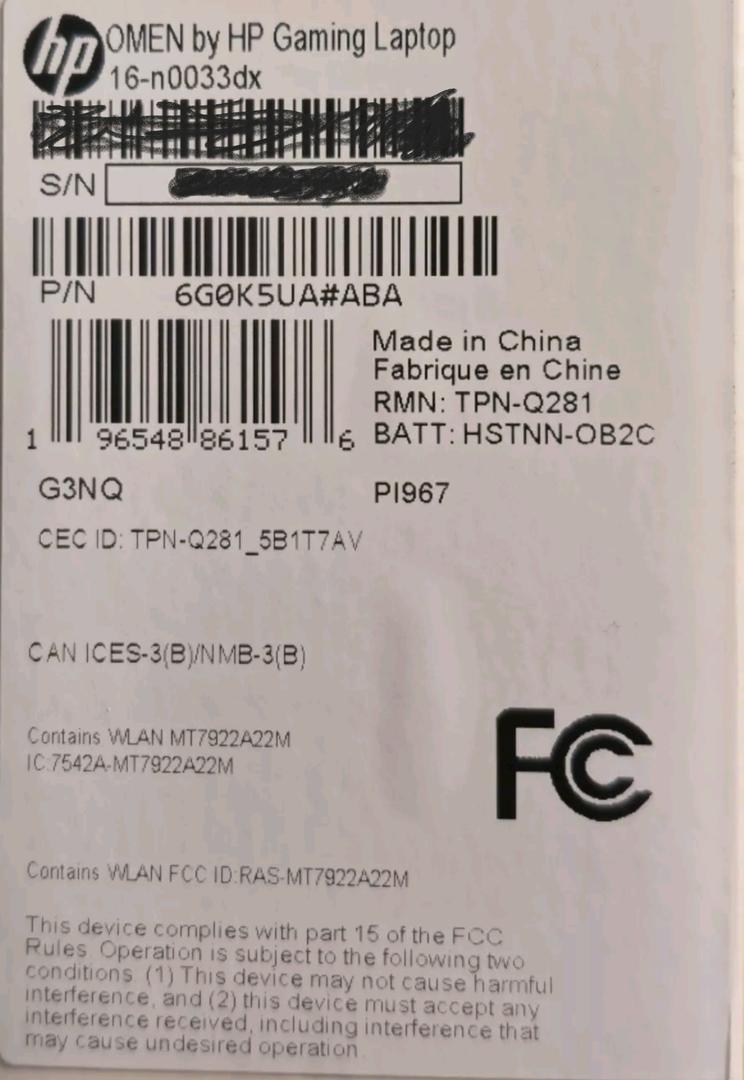 hp
OMEN by HP Gaming Laptop
16-n0033dx
S/N
P/N 6G0K5UA#ABA
1 96548 86157 6
Made in China
Fabrique en Chine
RMN: TPN-Q281
BATT: HSTNN-OB2C
G3NQ
PI967
CEC ID: TPN-Q281_5B1T7AV
CAN ICES-3(B)/NMB-3(B)
Contains WLAN MT7922A22M
IC:7542A-MT7922A22M
FC
Contains WLAN FCC ID:RAS-MT7922A22M
This device complies with part 15 of the FCC
Rules. Operation is subject to the following two
conditions. (1) This device may not cause harmful
interference, and (2) this device must accept any
interference received, including interference that
may cause undesired operation.